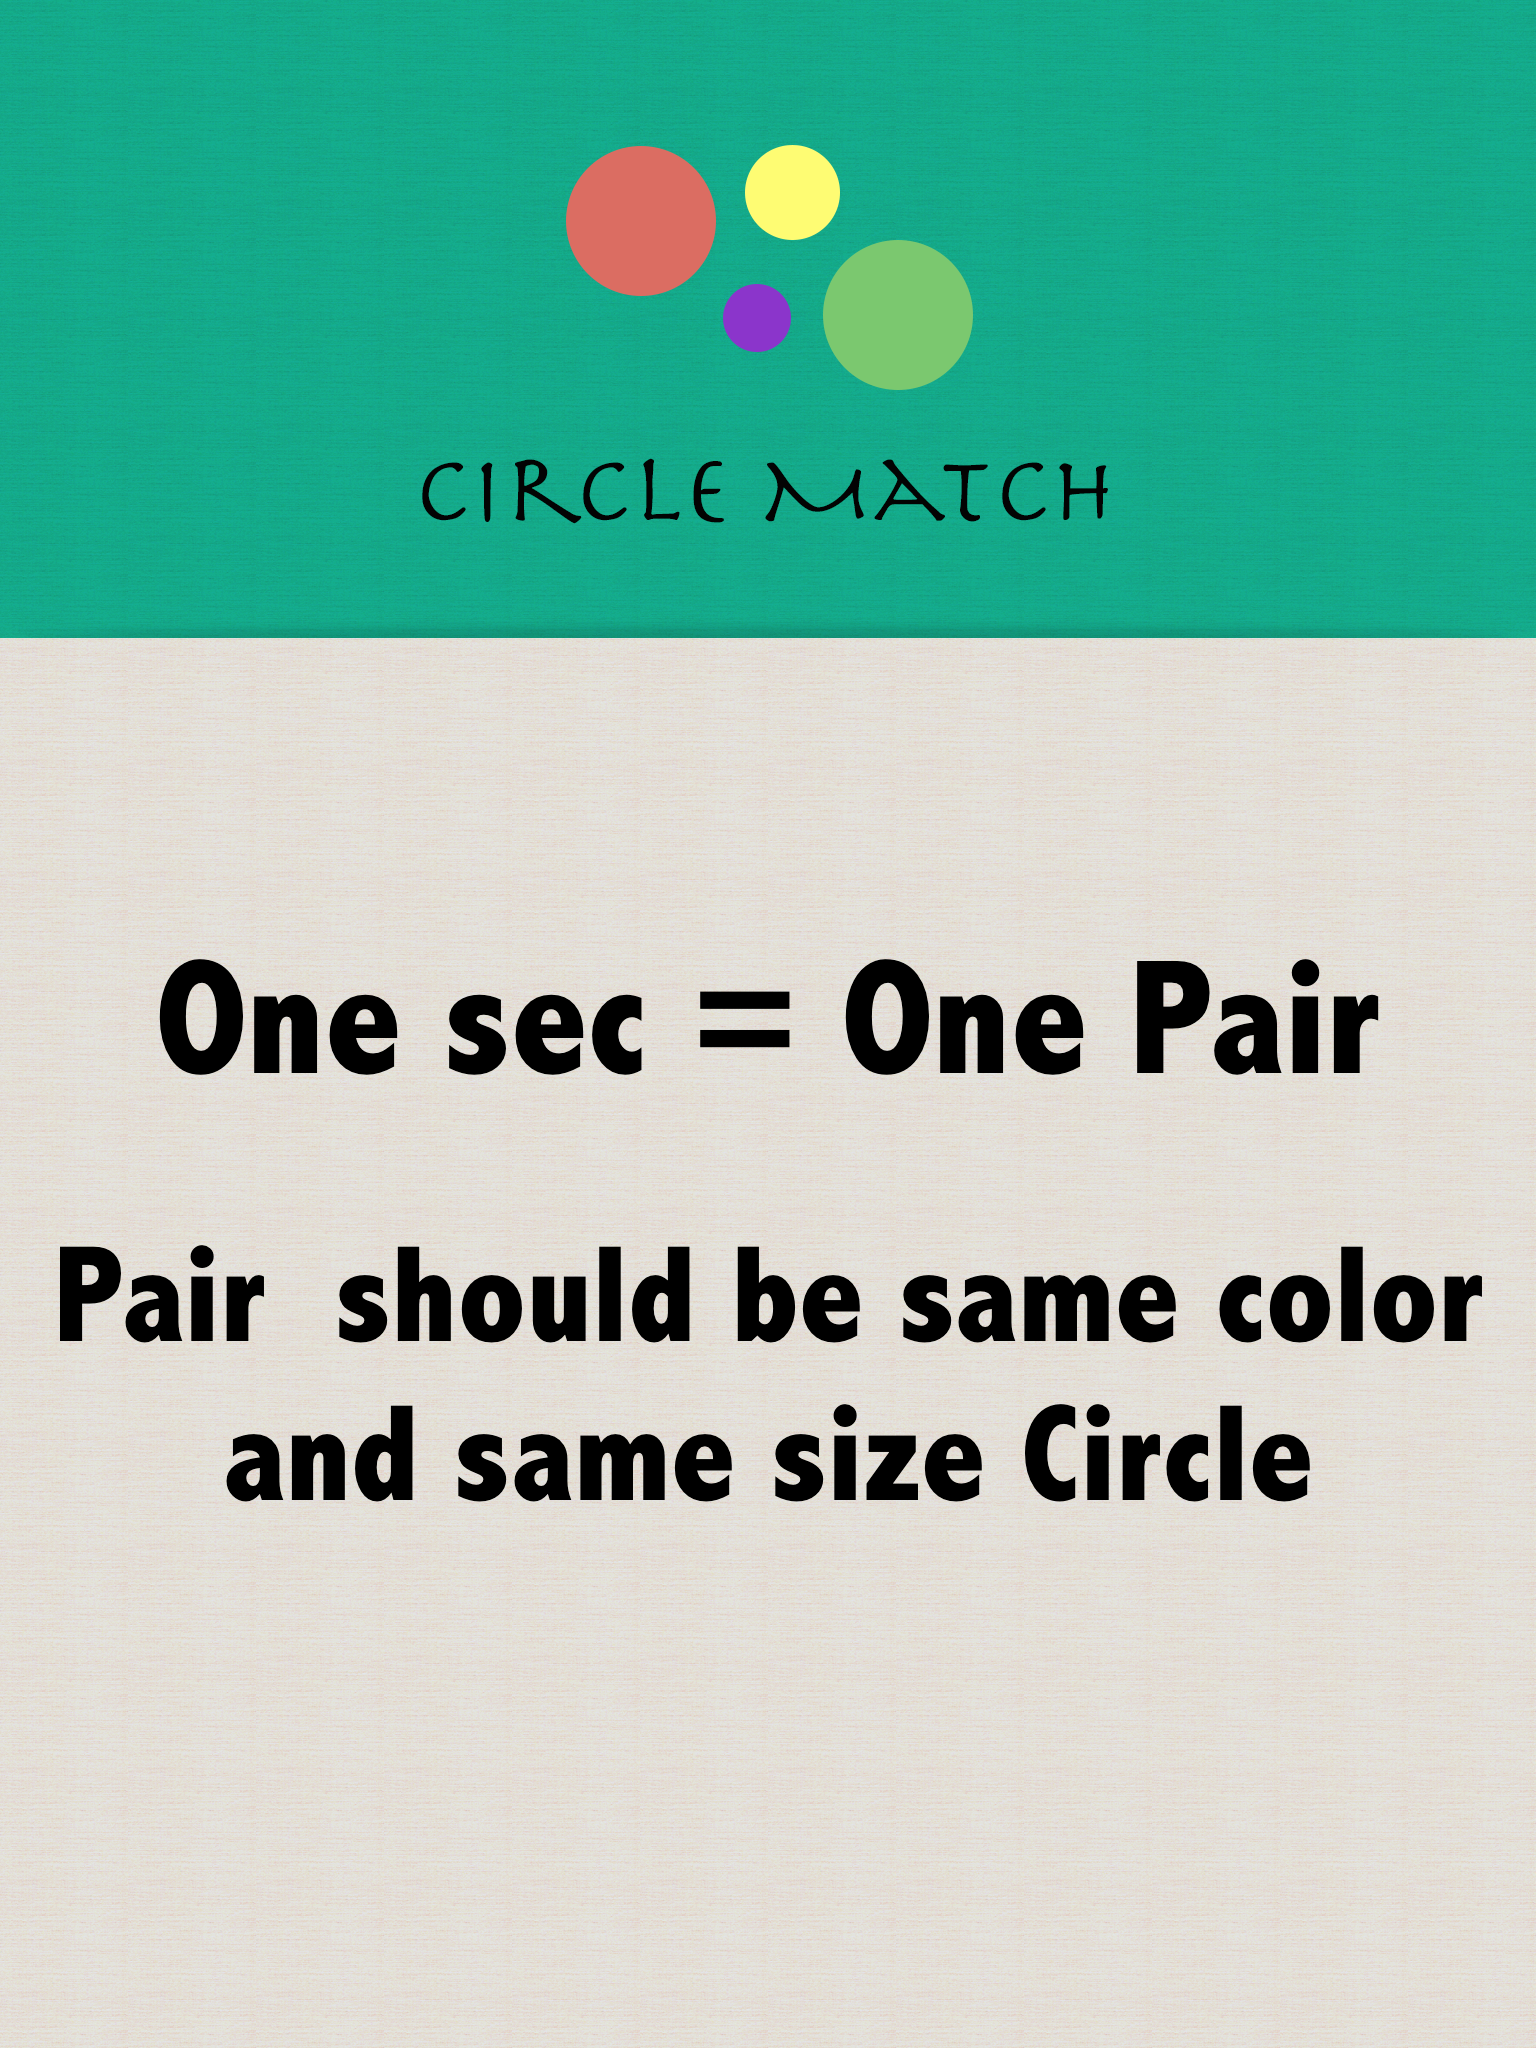 CIRCLE MATCH
One sec = One Pair
Pair should be same color
and same size Circle